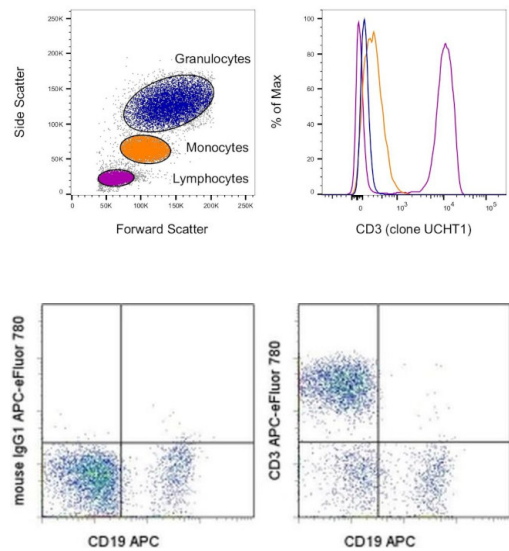 250K
200K
150K
100K
50K
0
Side Scatter
Granulocytes
Monocytes
Lymphocytes
0 50K 100K 150K 200K 250K
Forward Scatter
100
80
60
40
20
0
% of Max
0 10³ 10⁴ 10⁵
CD3 (clone UCHT1)
mouse IgG1 APC-eFluor 780
CD19 APC
CD3 APC-eFluor 780
CD19 APC